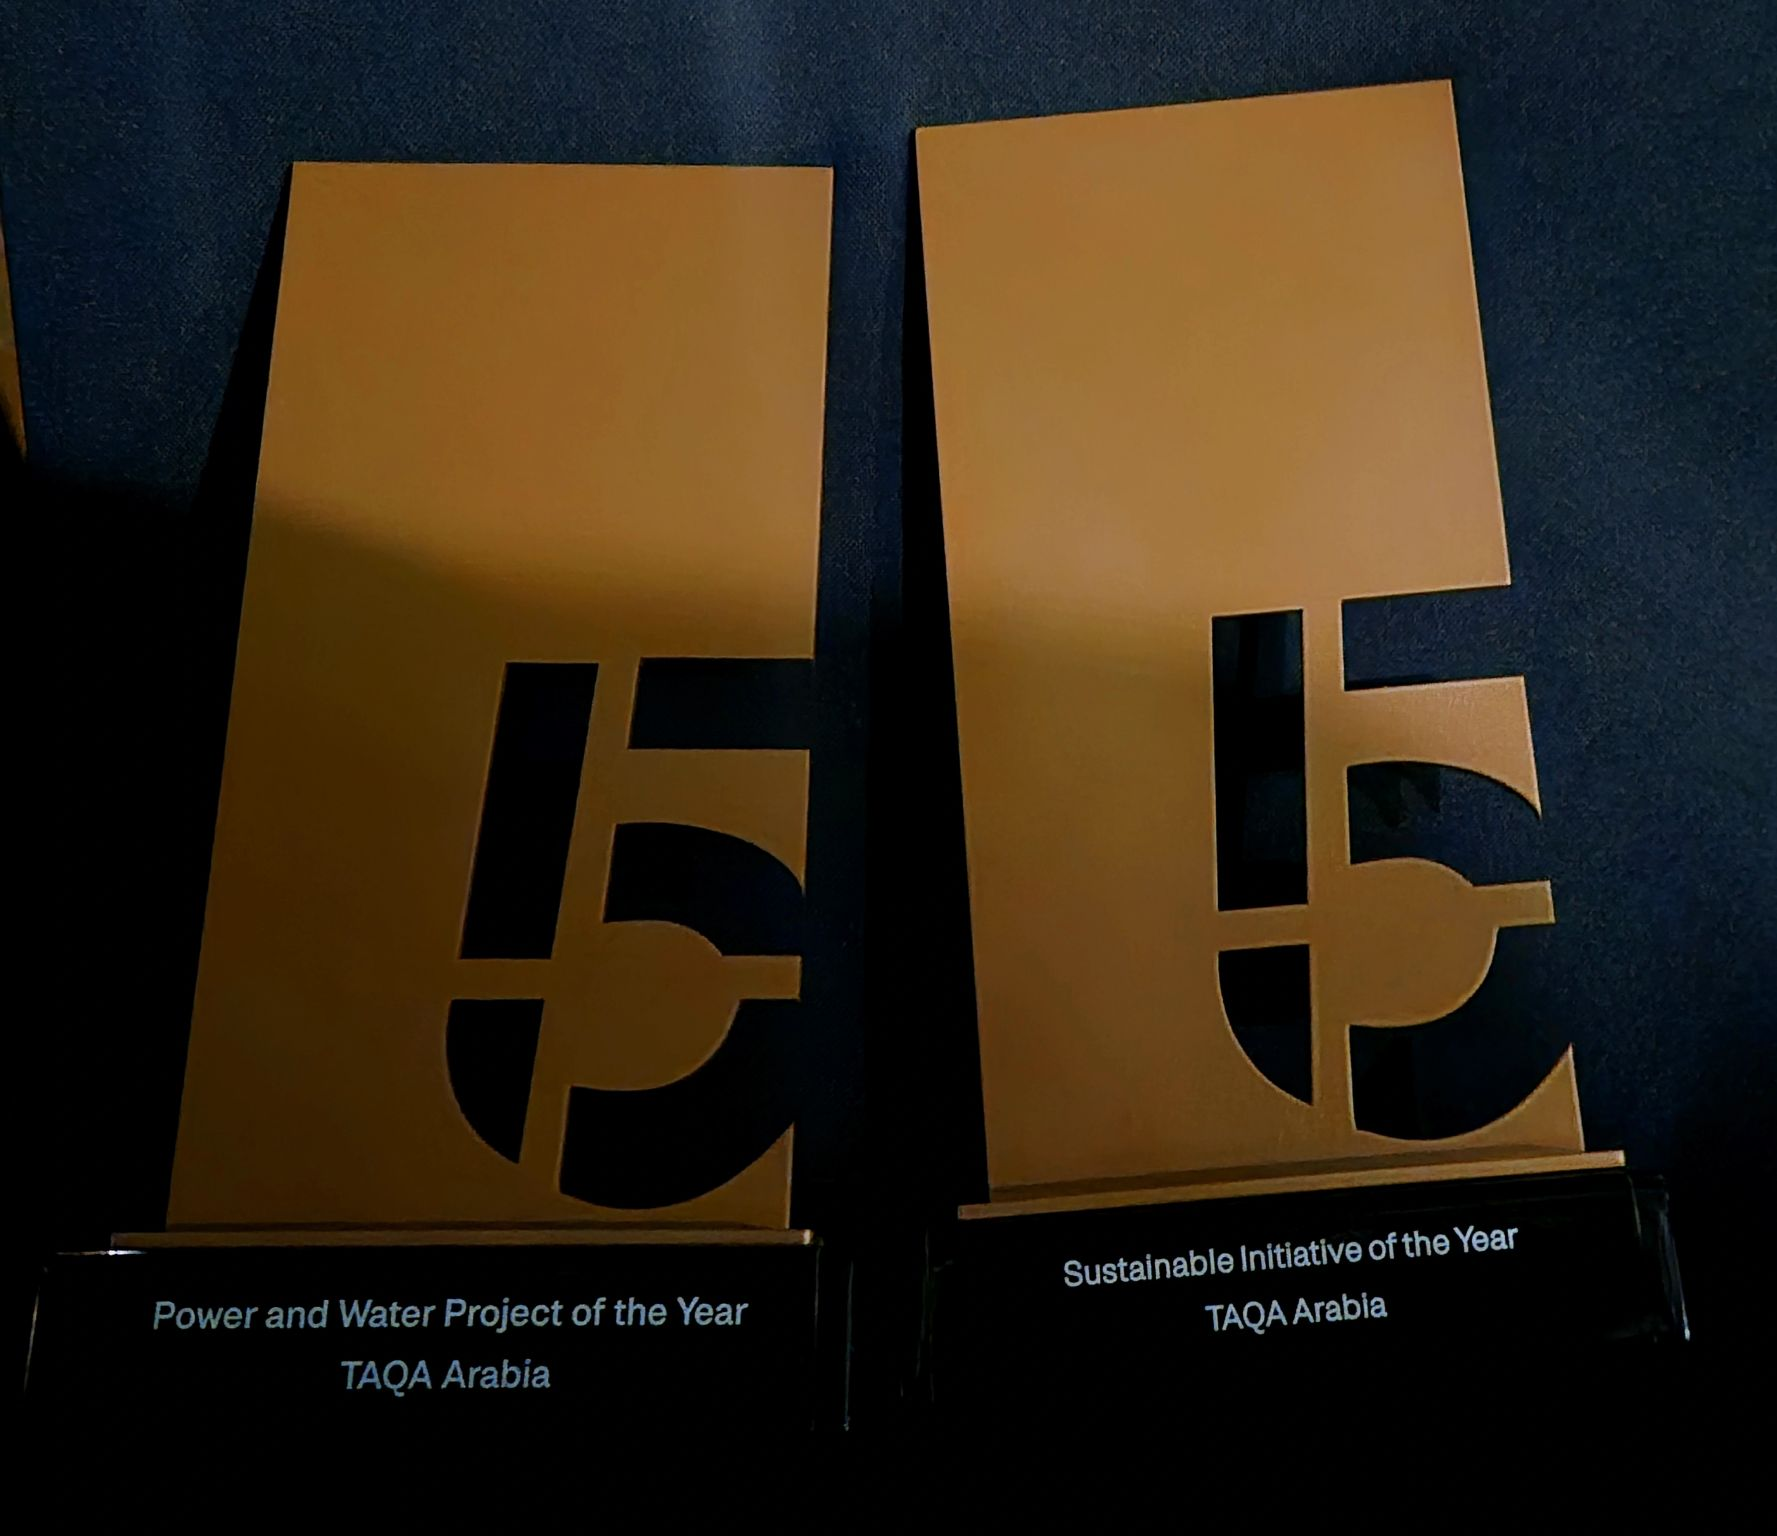 Power and Water Project of the Year
TAQA Arabia
Sustainable Initiative of the Year
TAQA Arabia